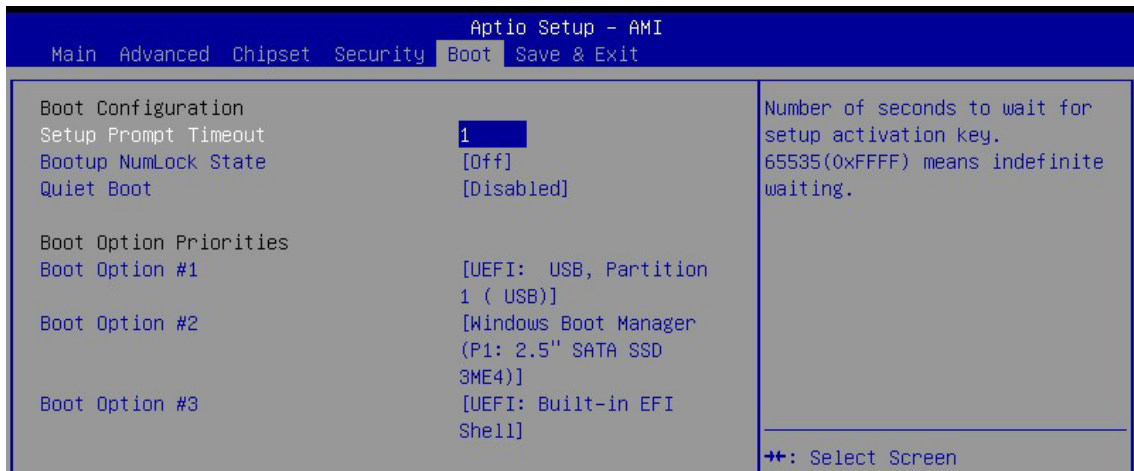 Aptio Setup – AMI
Main Advanced Chipset Security Boot Save & Exit
Boot Configuration
Setup Prompt Timeout 1
Bootup NumLock State [Off]
Quiet Boot [Disabled]
Boot Option Priorities
Boot Option #1 [UEFI: USB, Partition
1 ( USB)]
Boot Option #2 [Windows Boot Manager
(P1: 2.5" SATA SSD
3ME4)]
Boot Option #3 [UEFI: Built-in EFI
Shell]
Number of seconds to wait for
setup activation key.
65535(0xFFFF) means indefinite
waiting.
→←: Select Screen